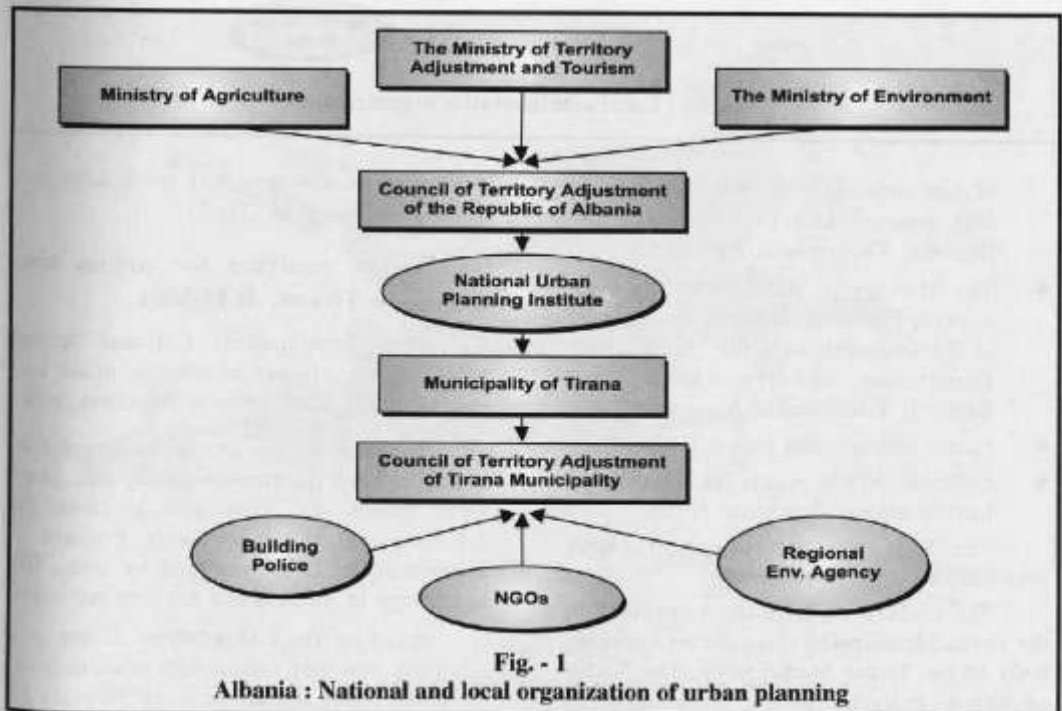 The Ministry of Territory
Adjustment and Tourism
Ministry of Agriculture
The Ministry of Environment
Council of Territory Adjustment
of the Republic of Albania
National Urban
Planning Institute
Municipality of Tirana
Council of Territory Adjustment
of Tirana Municipality
Building
Police
NGOs
Regional
Env. Agency
Fig. - 1
Albania : National and local organization of urban planning